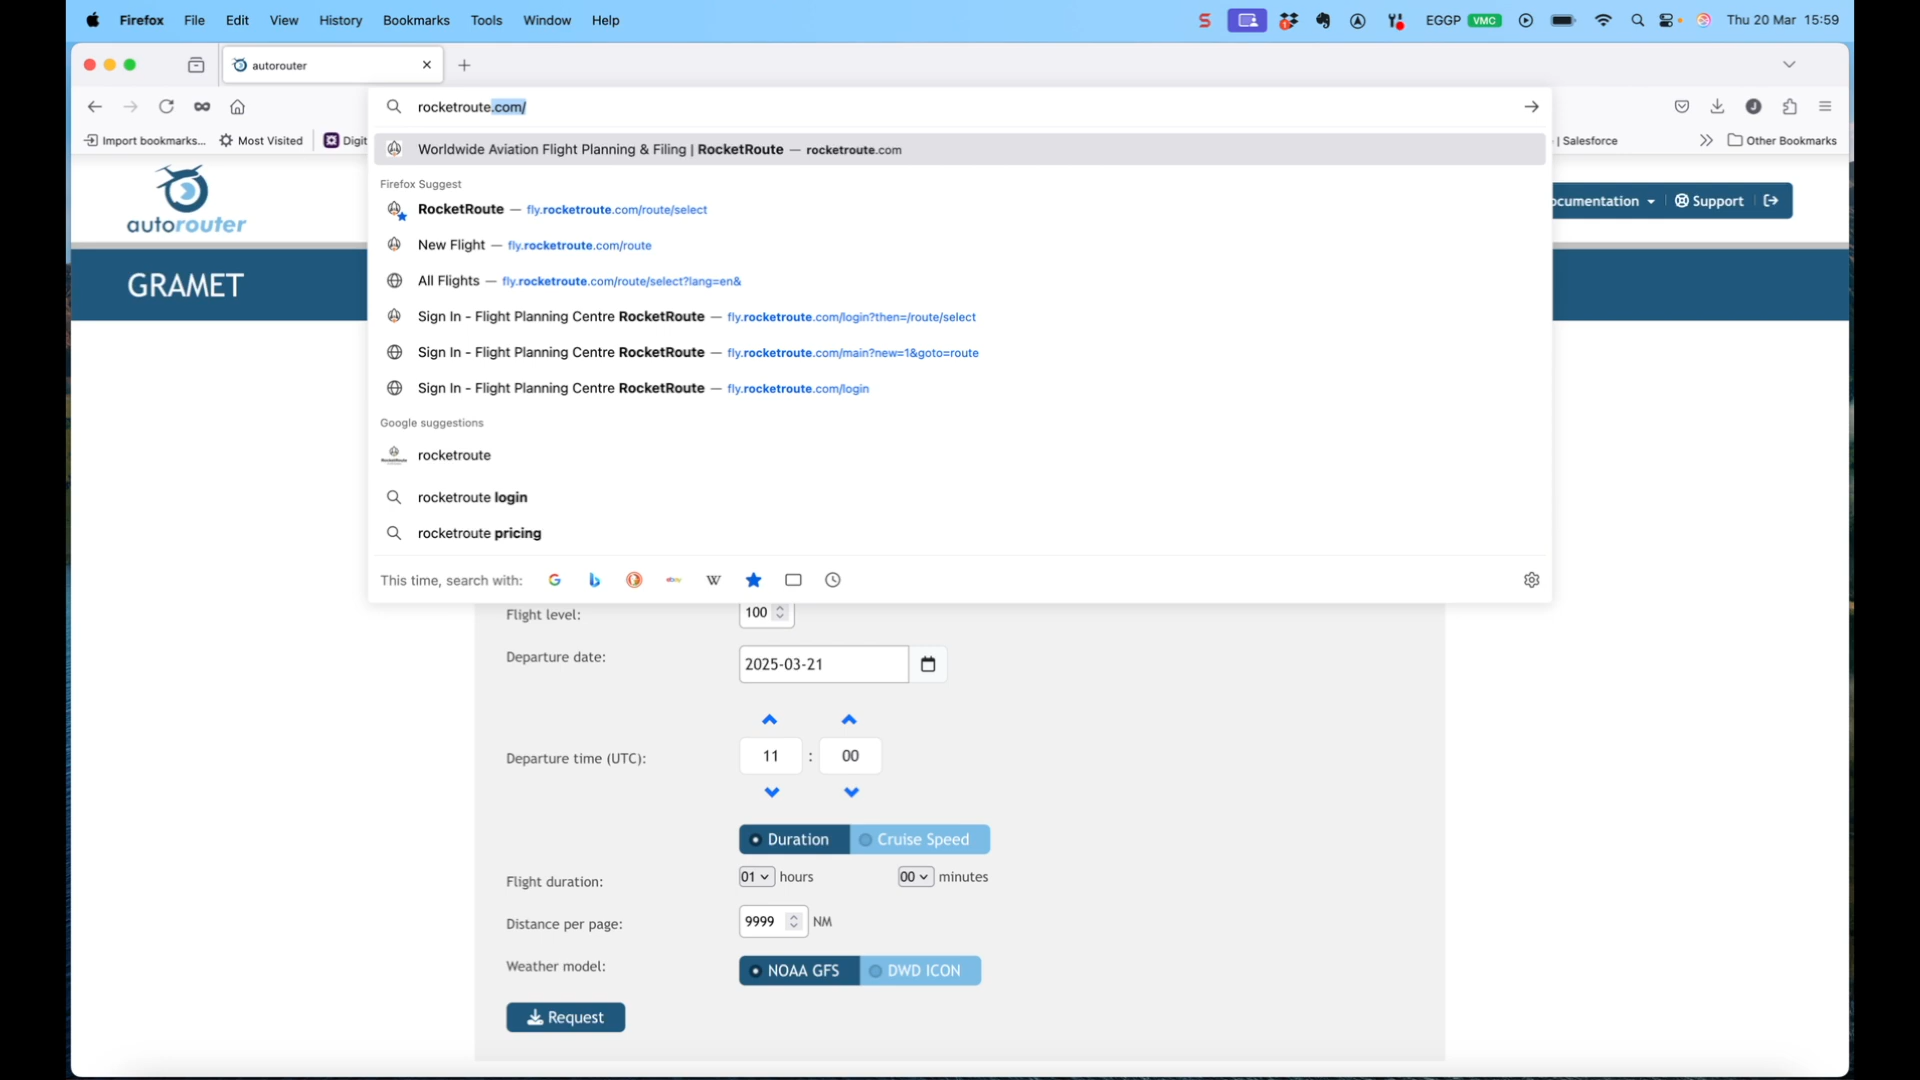 Firefox File Edit View History Bookmarks Tools Window Help EGGP VMC Thu 20 Mar 15:59
autorouter
rocketroute.com/
Import bookmarks... Most Visited Digit | Salesforce Other Bookmarks
Worldwide Aviation Flight Planning & Filing | RocketRoute — rocketroute.com
Firefox Suggest
RocketRoute — fly.rocketroute.com/route/select
New Flight — fly.rocketroute.com/route
All Flights — fly.rocketroute.com/route/select?lang=en&
Sign In - Flight Planning Centre RocketRoute — fly.rocketroute.com/login?then=/route/select
Sign In - Flight Planning Centre RocketRoute — fly.rocketroute.com/main?new=1&goto=route
Sign In - Flight Planning Centre RocketRoute — fly.rocketroute.com/login
Google suggestions
rocketroute
rocketroute login
rocketroute pricing
This time, search with:
autorouter
ocumentation Support
GRAMET
Flight level: 100
Departure date: 2025-03-21
Departure time (UTC): 11 : 00
Duration Cruise Speed
Flight duration: 01 hours 00 minutes
Distance per page: 9999 NM
Weather model: NOAA GFS DWD ICON
Request